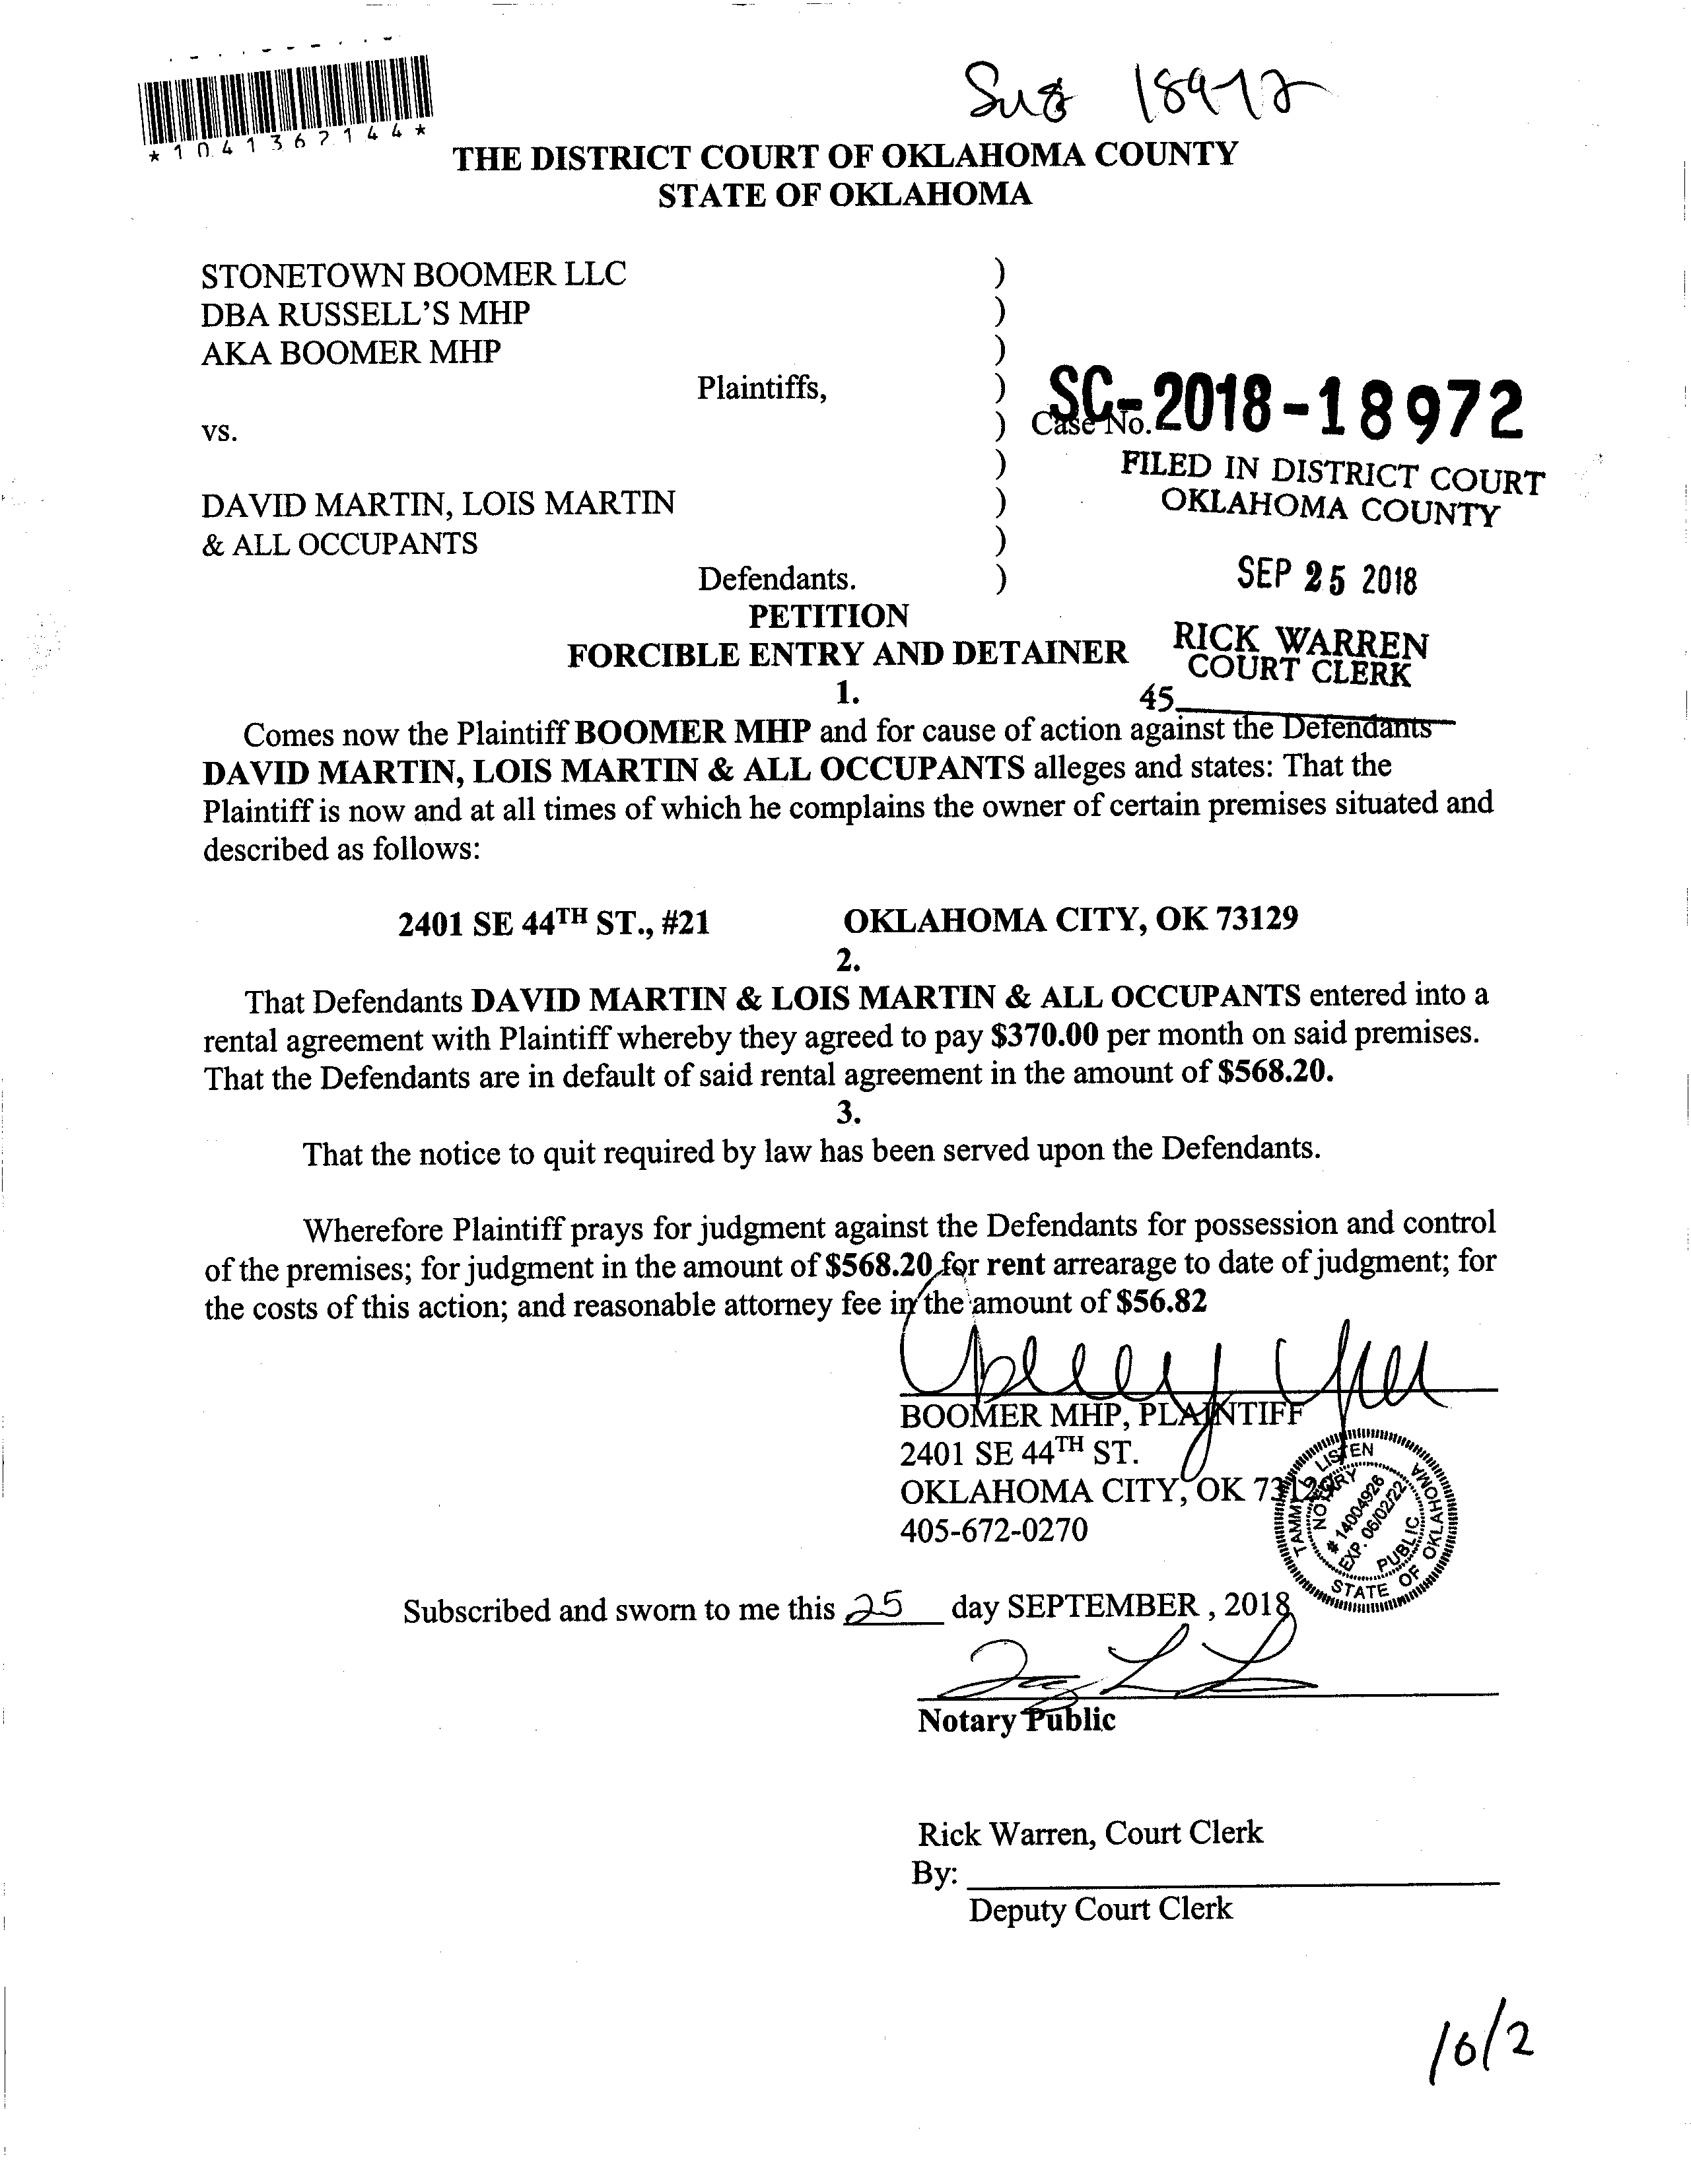 *1041367144*
18972
THE DISTRICT COURT OF OKLAHOMA COUNTY
STATE OF OKLAHOMA
STONETOWN BOOMER LLC )
DBA RUSSELL'S MHP )
AKA BOOMER MHP )
Plaintiffs, )
vs. ) Case No. SC-2018-18972
) FILED IN DISTRICT COURT
DAVID MARTIN, LOIS MARTIN ) OKLAHOMA COUNTY
& ALL OCCUPANTS )
Defendants. ) SEP 25 2018
PETITION
FORCIBLE ENTRY AND DETAINER
RICK WARREN
COURT CLERK
1.
45
Comes now the Plaintiff BOOMER MHP and for cause of action against the Defendants
DAVID MARTIN, LOIS MARTIN & ALL OCCUPANTS alleges and states: That the
Plaintiff is now and at all times of which he complains the owner of certain premises situated and
described as follows:
2401 SE 44TH ST., #21 OKLAHOMA CITY, OK 73129
2.
That Defendants DAVID MARTIN & LOIS MARTIN & ALL OCCUPANTS entered into a
rental agreement with Plaintiff whereby they agreed to pay $370.00 per month on said premises.
That the Defendants are in default of said rental agreement in the amount of $568.20.
3.
That the notice to quit required by law has been served upon the Defendants.
Wherefore Plaintiff prays for judgment against the Defendants for possession and control
of the premises; for judgment in the amount of $568.20 for rent arrearage to date of judgment; for
the costs of this action; and reasonable attorney fee in the amount of $56.82
BOOMER MHP, PLAINTIFF
2401 SE 44TH ST.
OKLAHOMA CITY, OK 73129
405-672-0270
TAMMY L LISTEN
NOTARY
# 14004926
EXP. 06/02/22
PUBLIC
STATE OF OKLAHOMA
Subscribed and sworn to me this 25 day SEPTEMBER , 2018
Notary Public
Rick Warren, Court Clerk
By:
Deputy Court Clerk
10/2